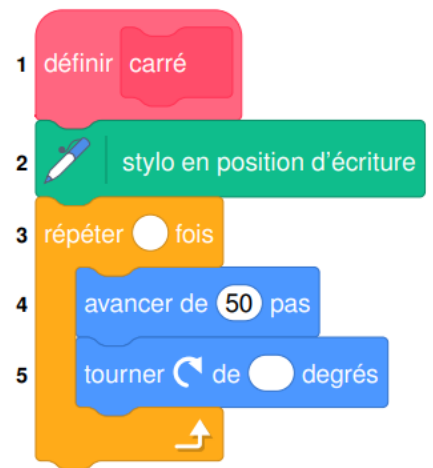 1 définir carré
2 stylo en position d'écriture
3 répéter fois
4 avancer de 50 pas
5 tourner de degrés